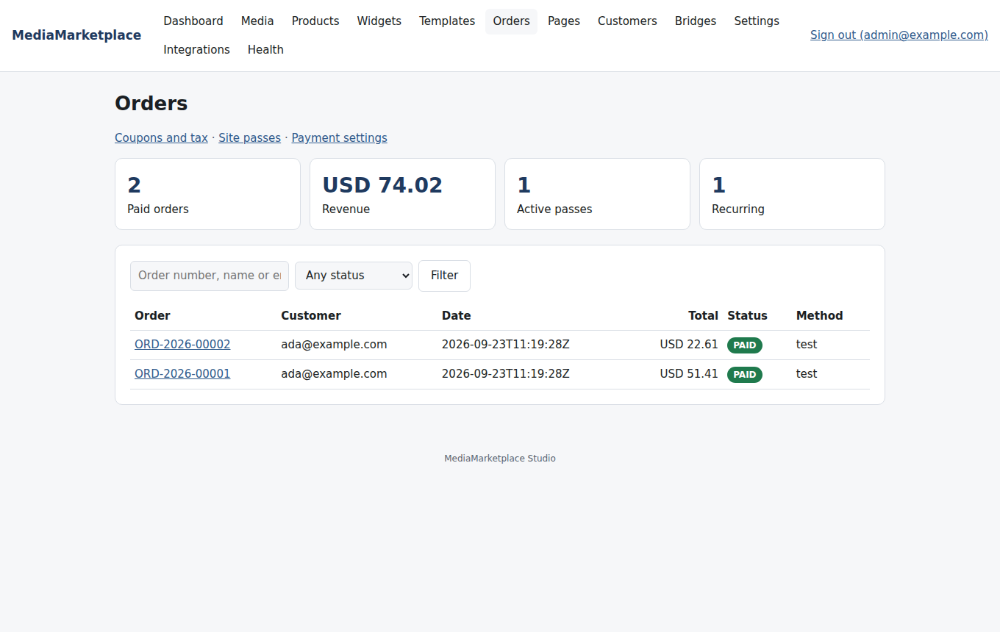 MediaMarketplace
Dashboard Media Products Widgets Templates Orders Pages Customers Bridges Settings
Integrations Health
Sign out (admin@example.com)
Orders
Coupons and tax · Site passes · Payment settings
2
Paid orders
USD 74.02
Revenue
1
Active passes
1
Recurring
Order number, name or e
Any status
Filter
Order Customer Date Total Status Method
ORD-2026-00002 ada@example.com 2026-09-23T11:19:28Z USD 22.61 PAID test
ORD-2026-00001 ada@example.com 2026-09-23T11:19:28Z USD 51.41 PAID test
MediaMarketplace Studio